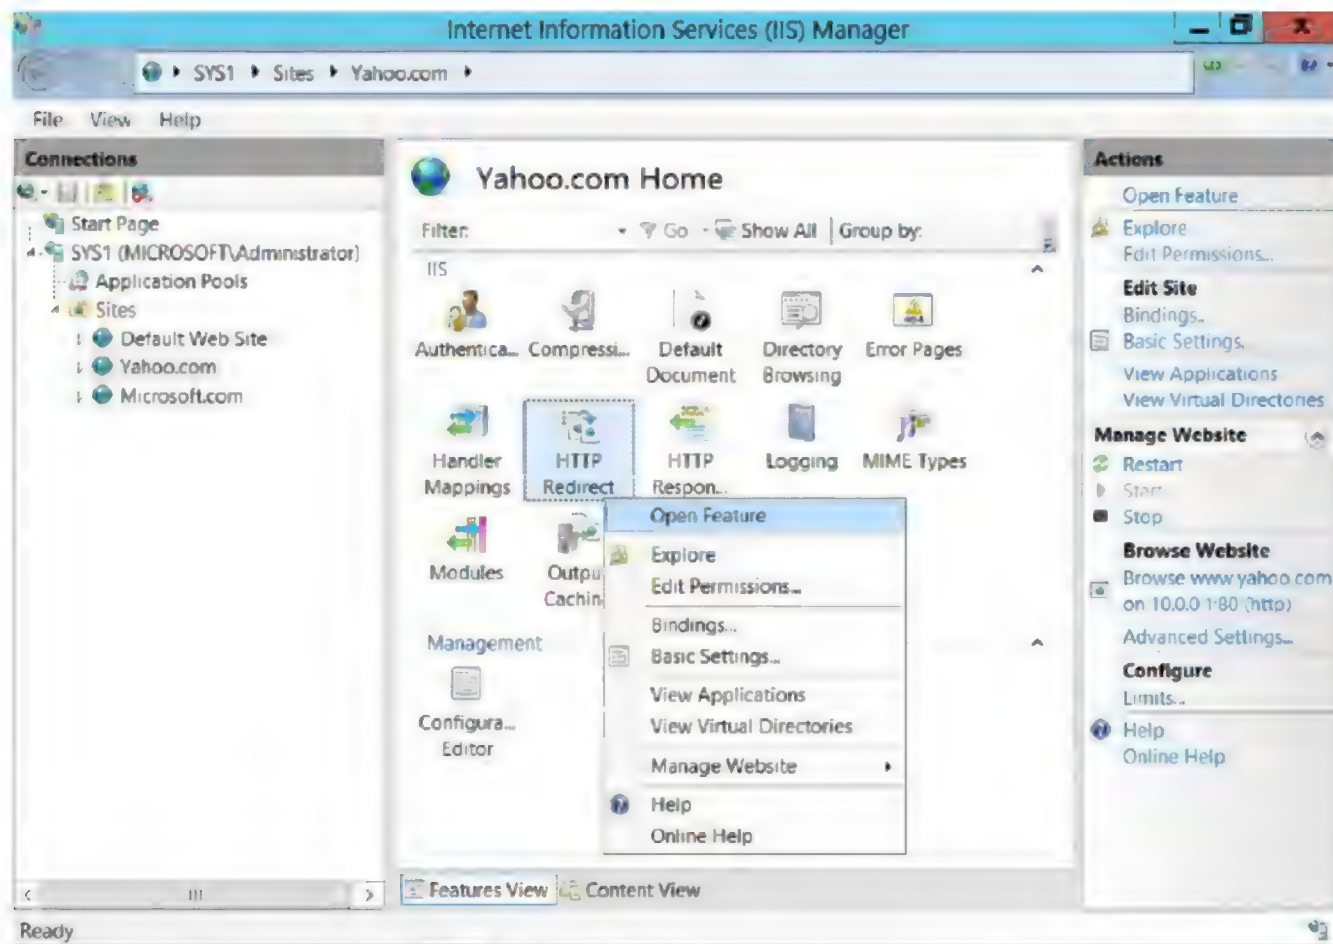 Internet Information Services (IIS) Manager
SYS1 Sites Yahoo.com
File View Help
Connections
Start Page
SYS1 (MICROSOFT\Administrator)
Application Pools
Sites
Default Web Site
Yahoo.com
Microsoft.com
Yahoo.com Home
Filter: Go Show All Group by:
IIS
Authentica... Compressi... Default Document Directory Browsing Error Pages
Handler Mappings HTTP Redirect HTTP Respon... Logging MIME Types
Modules Outpu Cachin
Management
Configura... Editor
Open Feature
Explore
Edit Permissions...
Bindings...
Basic Settings...
View Applications
View Virtual Directories
Manage Website
Help
Online Help
Features View Content View
Actions
Open Feature
Explore
Edit Permissions...
Edit Site
Bindings...
Basic Settings...
View Applications
View Virtual Directories
Manage Website
Restart
Start
Stop
Browse Website
Browse www yahoo com
on 10.0.0 1:80 (http)
Advanced Settings...
Configure
Limits...
Help
Online Help
Ready